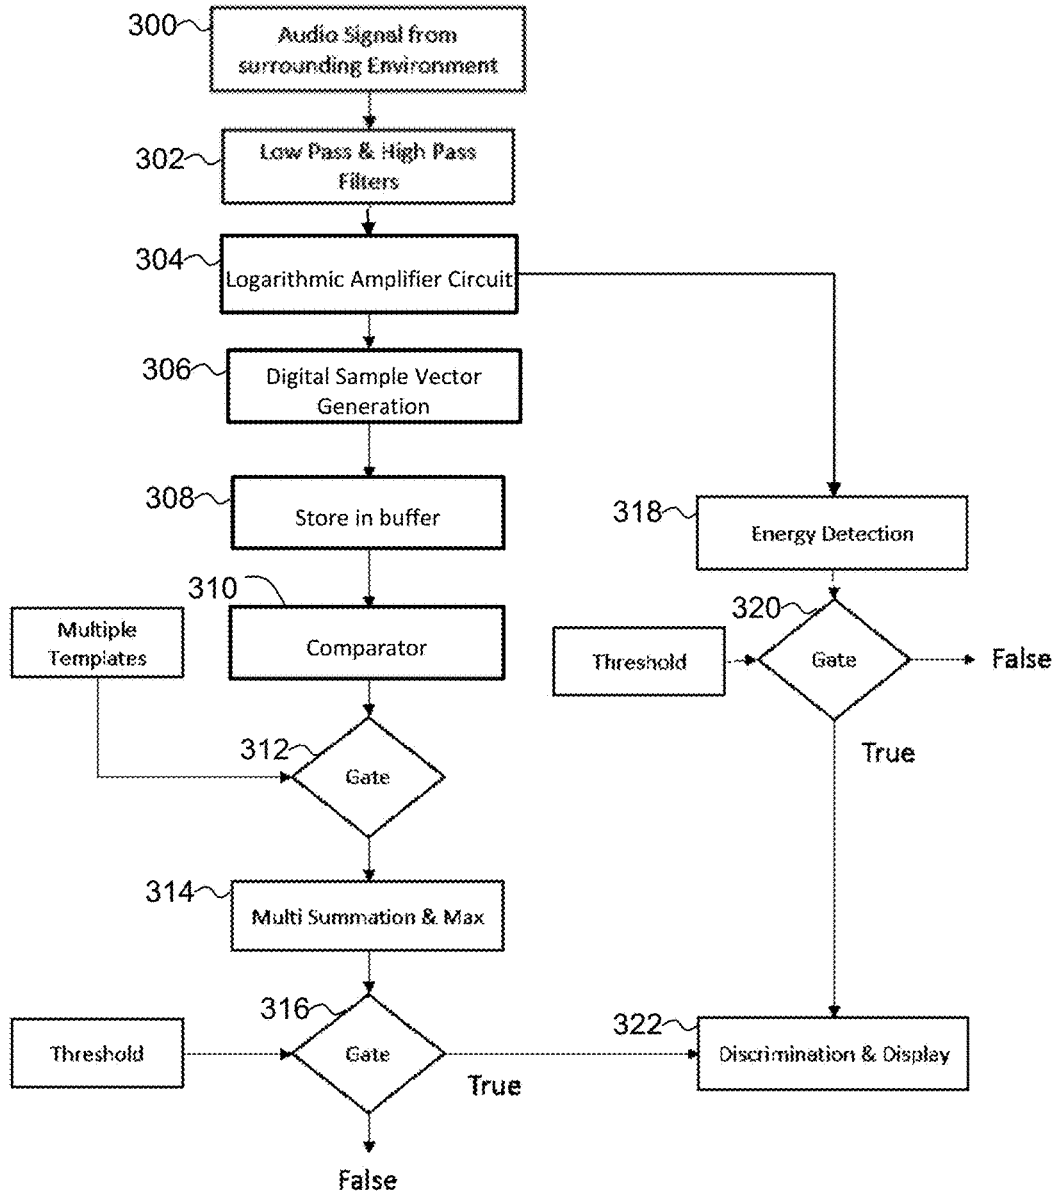 300
Audio Signal from
surrounding Environment
302
Low Pass & High Pass
Filters
304
Logarithmic Amplifier Circuit
306
Digital Sample Vector
Generation
308
Store in buffer
318
Energy Detection
310
Comparator
Multiple
Templates
320
Threshold
Gate
False
True
312
Gate
314
Multi Summation & Max
316
Threshold
Gate
True
False
322
Discrimination & Display